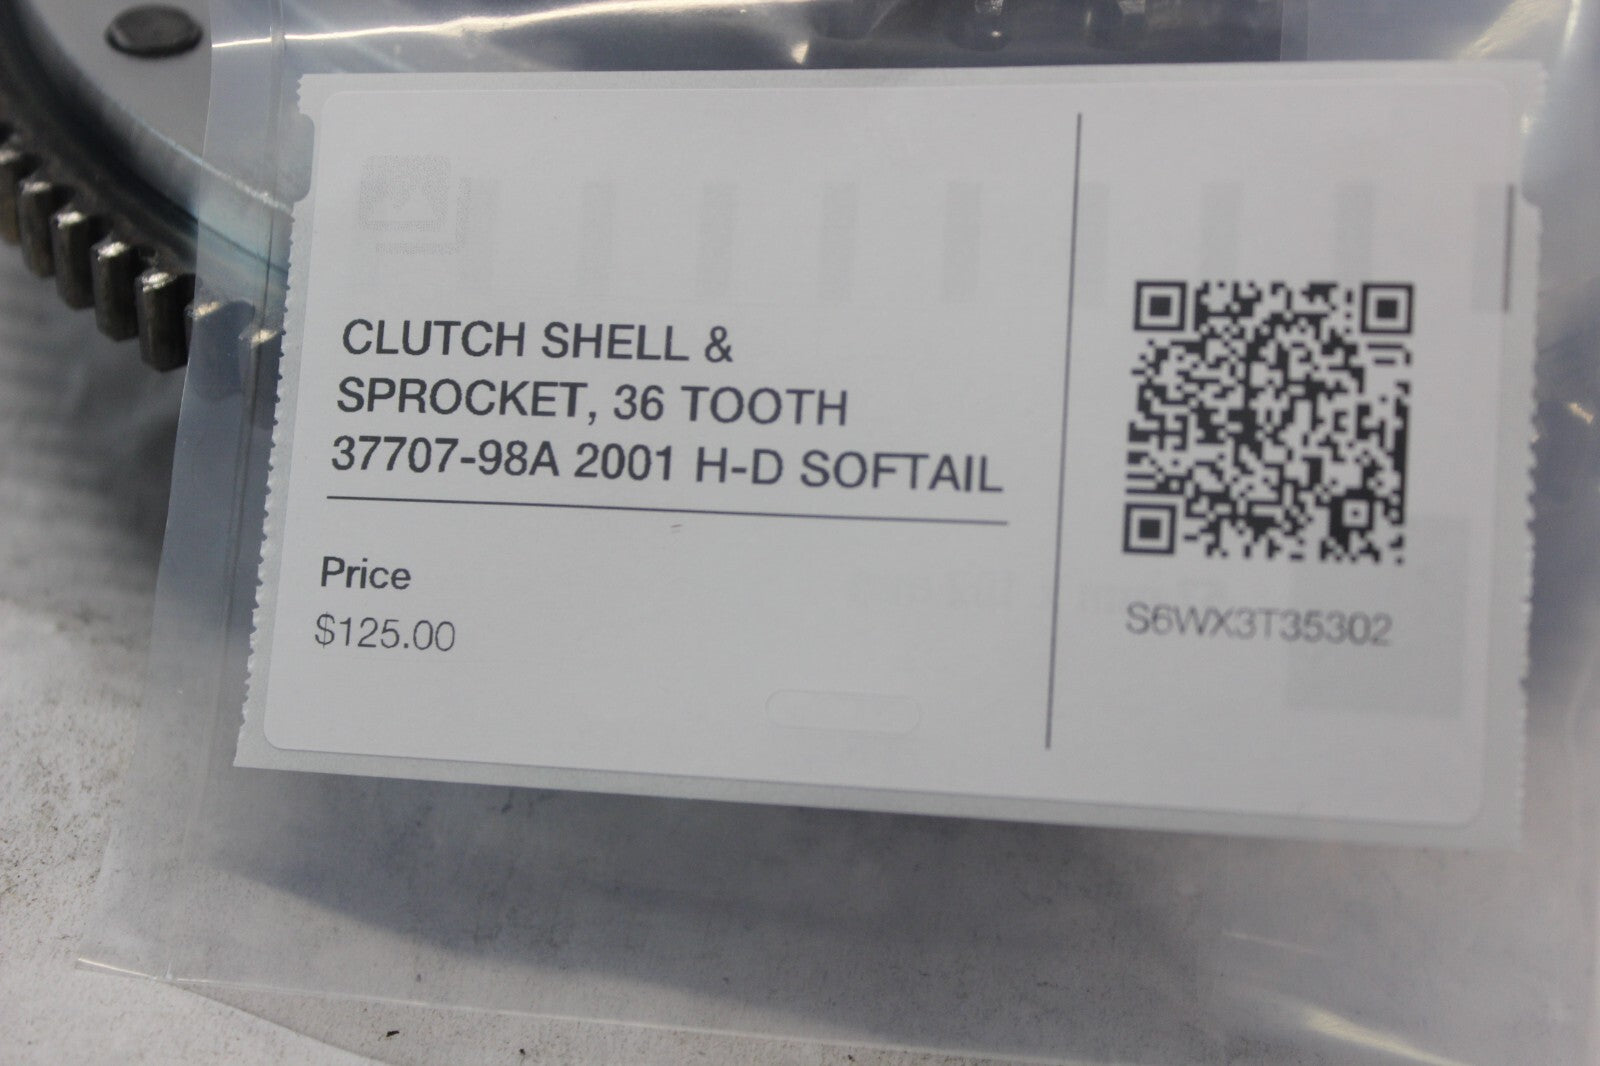 CLUTCH SHELL &
SPROCKET, 36 TOOTH
37707-98A 2001 H-D SOFTAIL
Price
$125.00
S6WX3T35302